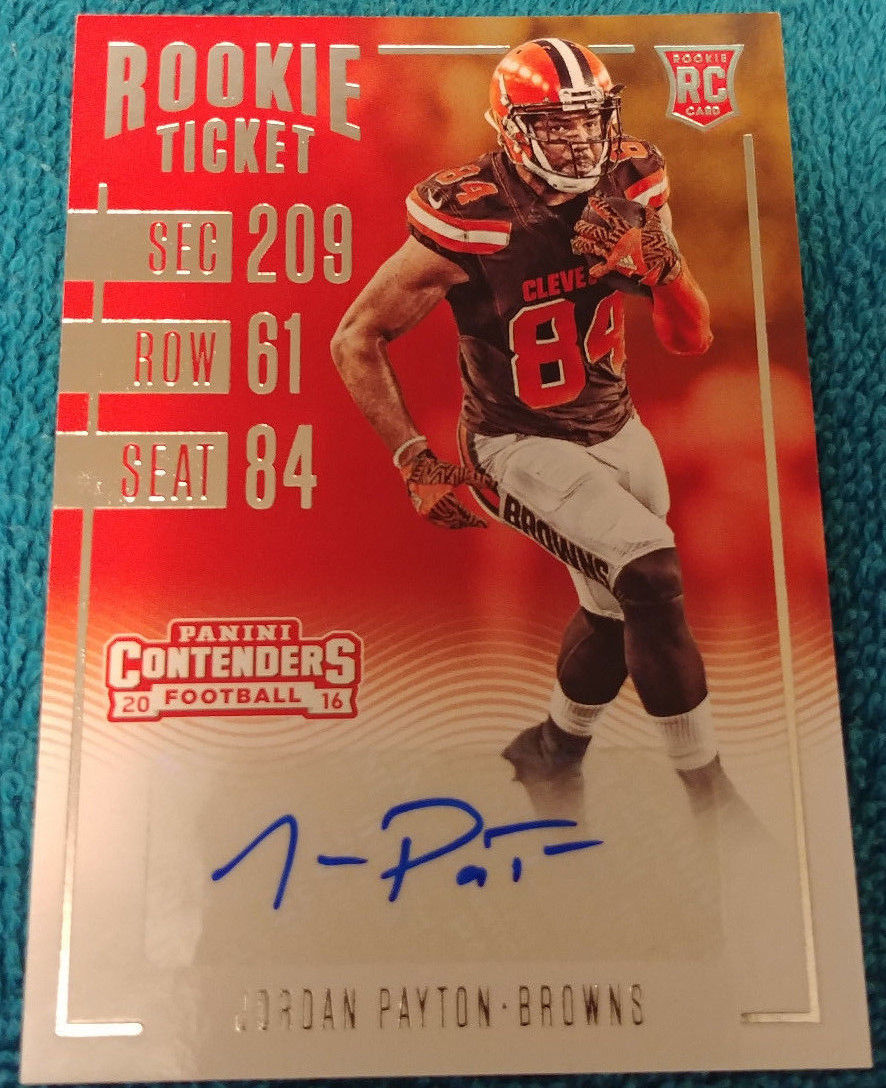 ROOKIE
TICKET
ROOKIE
RC
CARD
SEC 209
ROW 61
SEAT 84
84
CLEVE
84
BROWNS
PANINI
CONTENDERS
20 FOOTBALL 16
JORDAN PAYTON • BROWNS